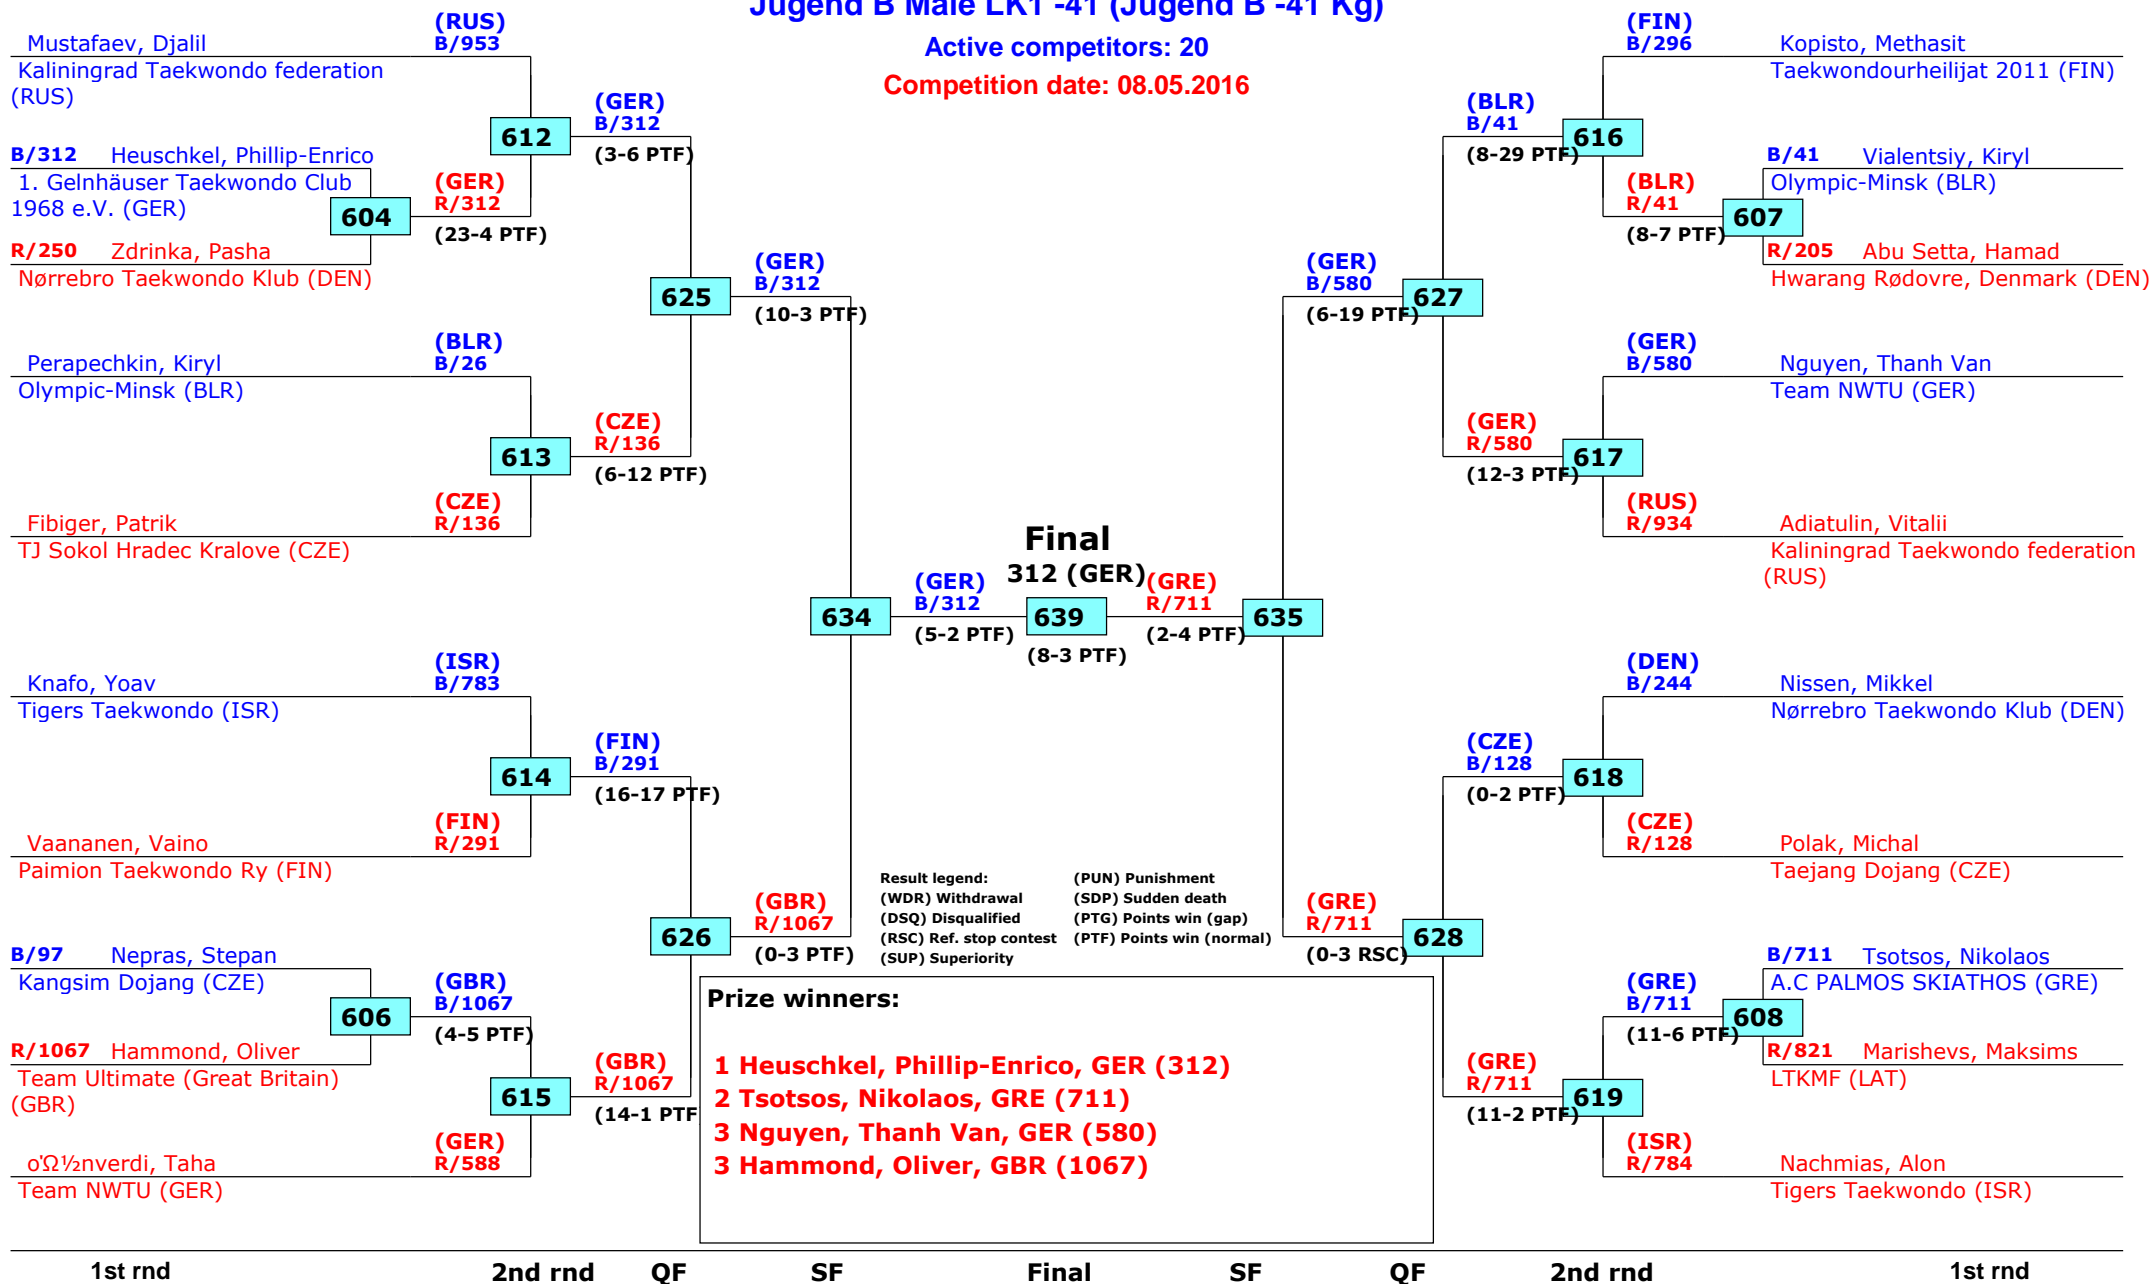 Jugend B Male LK1 -41 (Jugend B -41 Kg)
Active competitors: 20
Competition date: 08.05.2016
Mustafaev, Djalil
Kaliningrad Taekwondo federation
(RUS)
(RUS)
B/953
B/312 Heuschkel, Phillip-Enrico
1. Gelnhäuser Taekwondo Club
1968 e.V. (GER)
604
R/250 Zdrinka, Pasha
Nørrebro Taekwondo Klub (DEN)
(GER)
R/312
(23-4 PTF)
612
(GER)
B/312
(3-6 PTF)
Perapechkin, Kiryl
Olympic-Minsk (BLR)
(BLR)
B/26
613
Fibiger, Patrik
TJ Sokol Hradec Kralove (CZE)
(CZE)
R/136
(CZE)
R/136
(6-12 PTF)
625
(GER)
B/312
(10-3 PTF)
Knafo, Yoav
Tigers Taekwondo (ISR)
(ISR)
B/783
614
Vaananen, Vaino
Paimion Taekwondo Ry (FIN)
(FIN)
R/291
(FIN)
B/291
(16-17 PTF)
B/97 Nepras, Stepan
Kangsim Dojang (CZE)
606
R/1067 Hammond, Oliver
Team Ultimate (Great Britain)
(GBR)
(GBR)
B/1067
(4-5 PTF)
615
(GER)
R/588
Taha
Team NWTU (GER)
(GBR)
R/1067
(14-1 PTF
626
(GBR)
R/1067
(0-3 PTF)
634
(GER)
B/312
(5-2 PTF)
Final
312 (GER)
639
(8-3 PTF)
(GRE)
R/711
(2-4 PTF)
635
(GER)
B/580
(6-19 PTF)
627
(BLR)
B/41
(8-29 PTF)
616
(FIN)
B/296
Kopisto, Methasit
Taekwondourheilijat 2011 (FIN)
(BLR)
R/41
(8-7 PTF)
607
B/41 Vialentsiy, Kiryl
Olympic-Minsk (BLR)
R/205 Abu Setta, Hamad
Hwarang Rødovre, Denmark (DEN)
(GER)
B/580
Nguyen, Thanh Van
Team NWTU (GER)
(GER)
R/580
(12-3 PTF)
617
(RUS)
R/934
Adiatulin, Vitalii
Kaliningrad Taekwondo federation
(RUS)
(DEN)
B/244
Nissen, Mikkel
Nørrebro Taekwondo Klub (DEN)
(CZE)
B/128
(0-2 PTF)
618
(CZE)
R/128
Polak, Michal
Taejang Dojang (CZE)
(GRE)
R/711
(0-3 RSC)
628
(GRE)
B/711
(11-6 PTF)
608
B/711 Tsotsos, Nikolaos
A.C PALMOS SKIATHOS (GRE)
R/821 Marishevs, Maksims
LTKMF (LAT)
(GRE)
R/711
(11-2 PTF)
619
(ISR)
R/784
Nachmias, Alon
Tigers Taekwondo (ISR)
Result legend:
(WDR) Withdrawal
(DSQ) Disqualified
(RSC) Ref. stop contest
(SUP) Superiority
(PUN) Punishment
(SDP) Sudden death
(PTG) Points win (gap)
(PTF) Points win (normal)
Prize winners:
1 Heuschkel, Phillip-Enrico, GER (312)
2 Tsotsos, Nikolaos, GRE (711)
3 Nguyen, Thanh Van, GER (580)
3 Hammond, Oliver, GBR (1067)
1st rnd 2nd rnd QF SF Final SF QF 2nd rnd 1st rnd